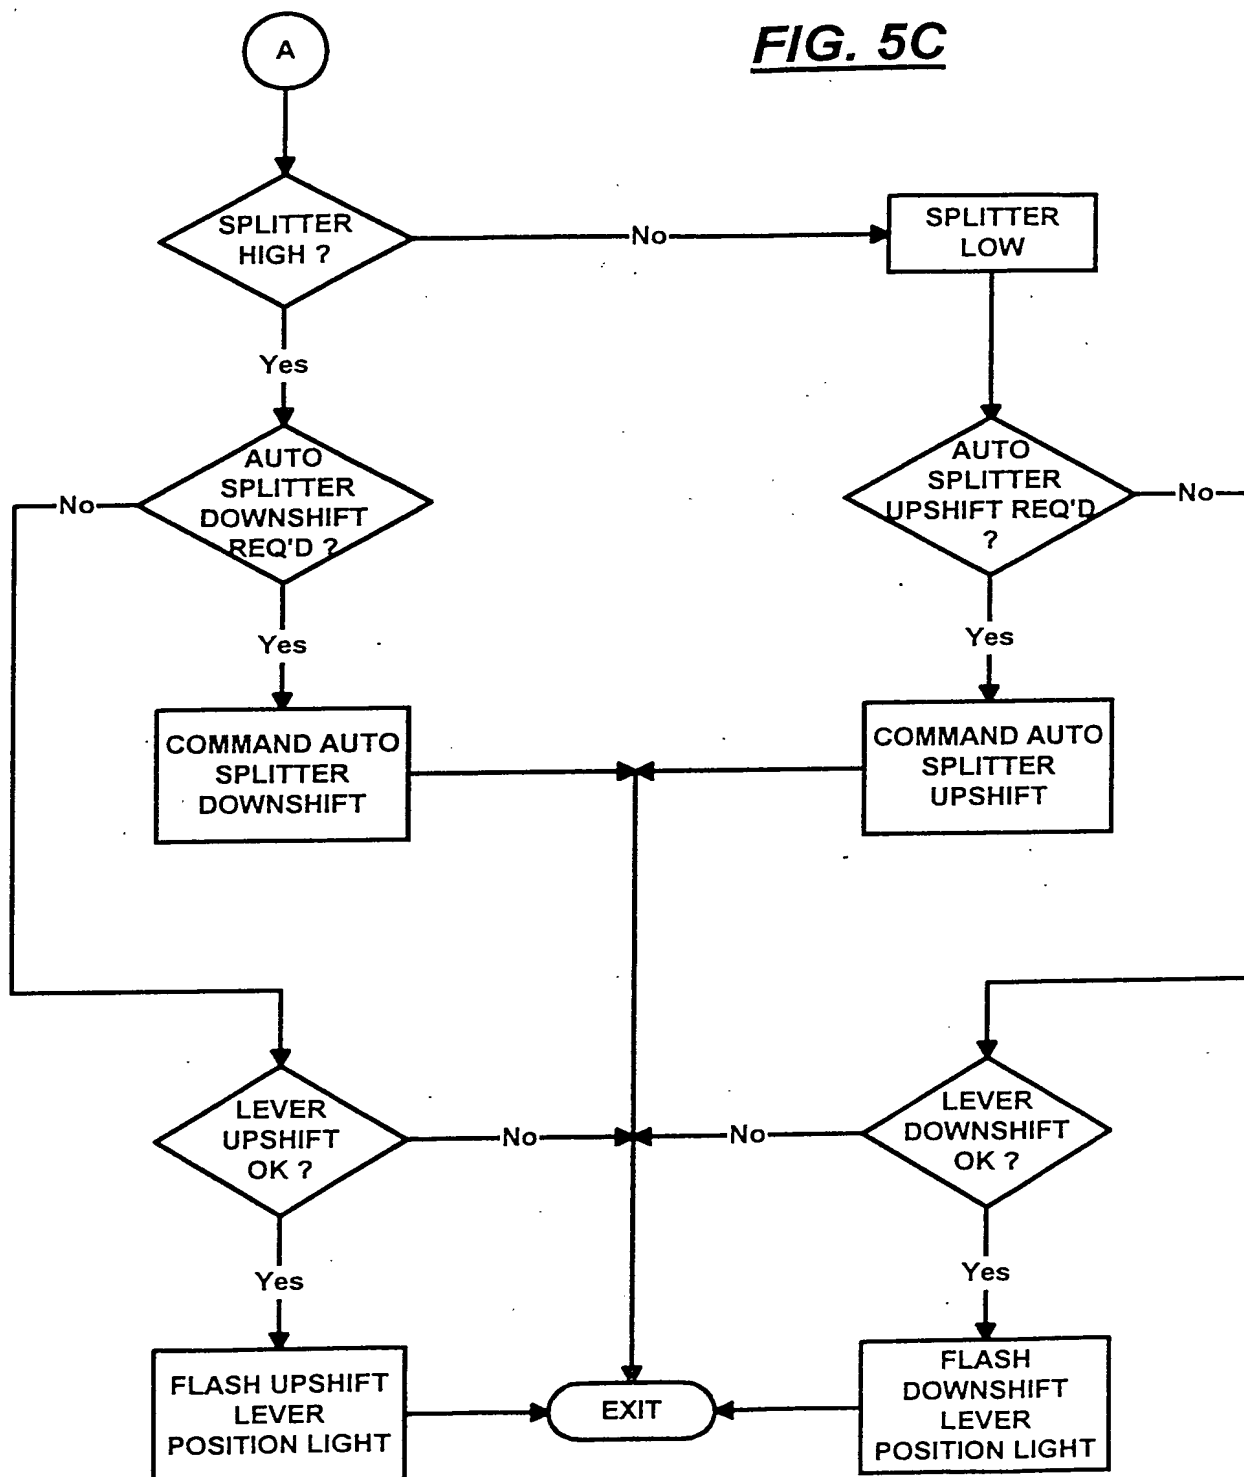 FIG. 5C
A
SPLITTER
HIGH ?
No
SPLITTER
LOW
Yes
AUTO
SPLITTER
DOWNSHIFT
REQ'D ?
No
AUTO
SPLITTER
UPSHIFT REQ'D
?
No
Yes
Yes
COMMAND AUTO
SPLITTER
DOWNSHIFT
COMMAND AUTO
SPLITTER
UPSHIFT
LEVER
UPSHIFT
OK ?
No
No
LEVER
DOWNSHIFT
OK ?
Yes
Yes
FLASH UPSHIFT
LEVER
POSITION LIGHT
EXIT
FLASH
DOWNSHIFT
LEVER
POSITION LIGHT